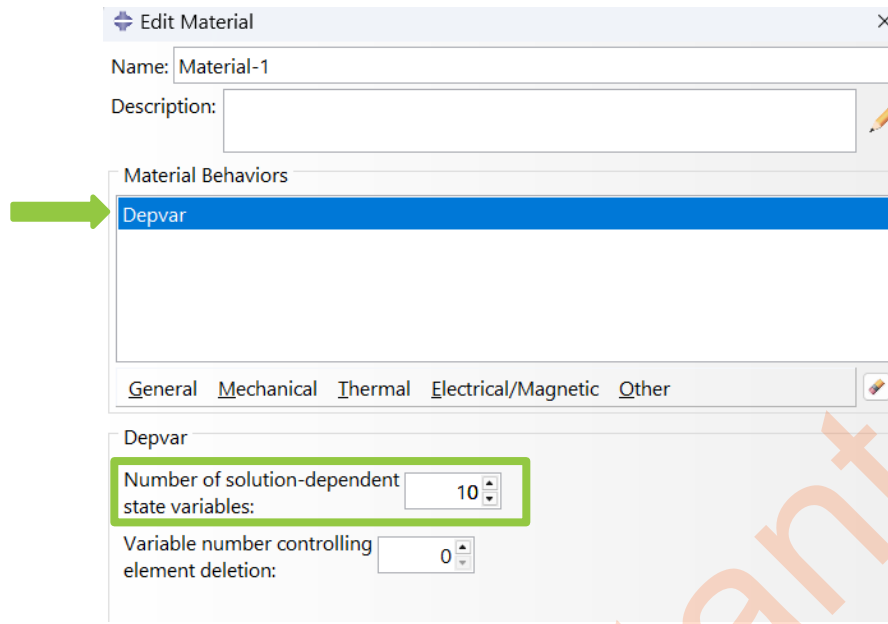 Edit Material
Name: Material-1
Description:
Material Behaviors
Depvar
General Mechanical Thermal Electrical/Magnetic Other
Depvar
Number of solution-dependent
state variables:
10
Variable number controlling
element deletion:
0
ant